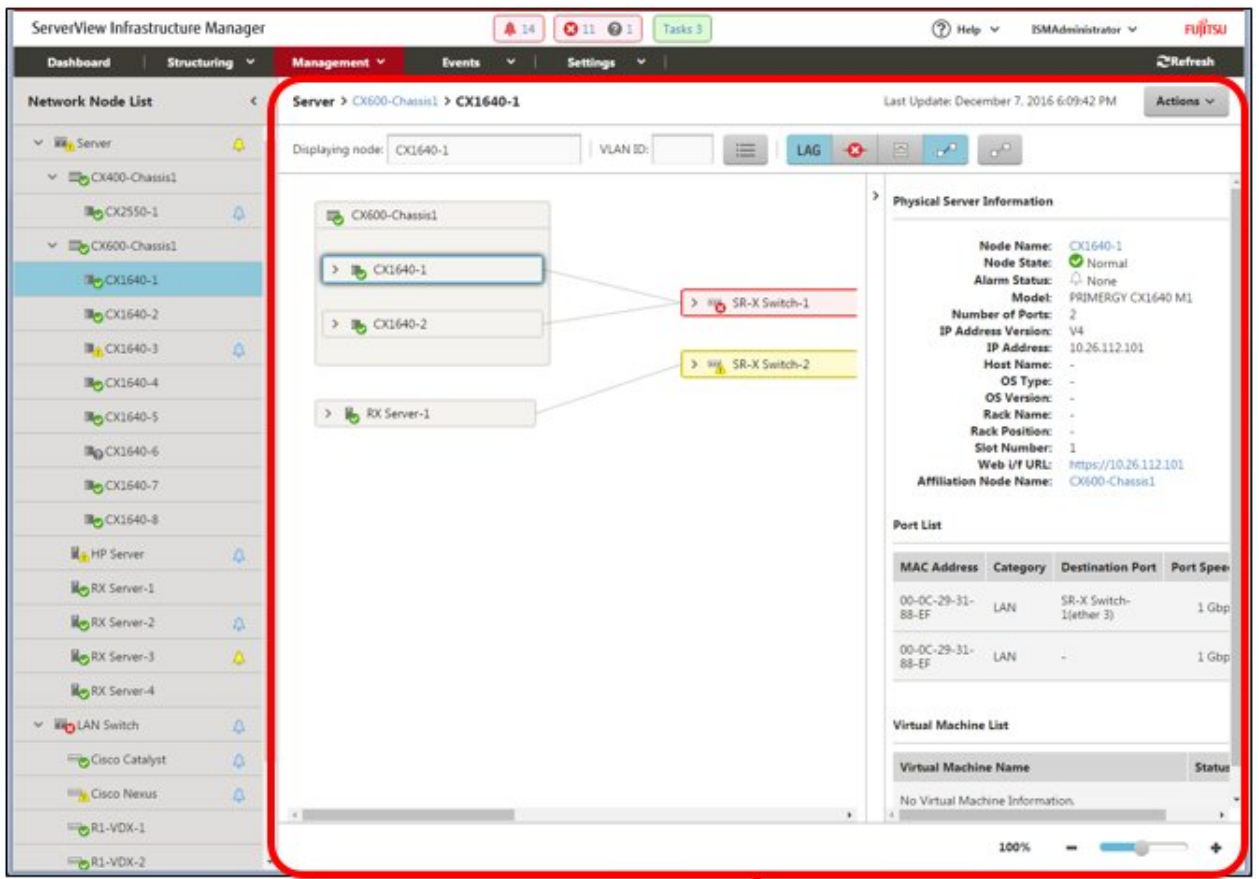 ServerView Infrastructure Manager
14
11
1
Tasks 3
Help
ISMAdministrator
FUJITSU
Dashboard
Structuring
Management
Events
Settings
Refresh
Network Node List
Server > CX600-Chassis1 > CX1640-1
Last Update: December 7, 2016 6:09:42 PM
Actions
Server
CX400-Chassis1
CX2550-1
CX600-Chassis1
CX1640-1
CX1640-2
CX1640-3
CX1640-4
CX1640-5
CX1640-6
CX1640-7
CX1640-8
HP Server
RX Server-1
RX Server-2
RX Server-3
RX Server-4
LAN Switch
Cisco Catalyst
Cisco Nexus
R1-VDX-1
R1-VDX-2
Displaying node: CX1640-1
VLAN ID:
LAG
CX600-Chassis1
CX1640-1
CX1640-2
RX Server-1
SR-X Switch-1
SR-X Switch-2
Physical Server Information
Node Name: CX1640-1
Node State: Normal
Alarm Status: None
Model: PRIMERGY CX1640 M1
Number of Ports: 2
IP Address Version: V4
IP Address: 10.26.112.101
Host Name: -
OS Type: -
OS Version: -
Rack Name: -
Rack Position: -
Slot Number: 1
Web i/f URL: https://10.26.112.101
Affiliation Node Name: CX600-Chassis1
Port List
MAC Address Category Destination Port Port Spee
00-0C-29-31-
88-EF
LAN
SR-X Switch-
1(ether 3)
1 Gbp
00-0C-29-31-
88-EF
LAN
-
1 Gbp
Virtual Machine List
Virtual Machine Name Status
No Virtual Machine Information.
100%